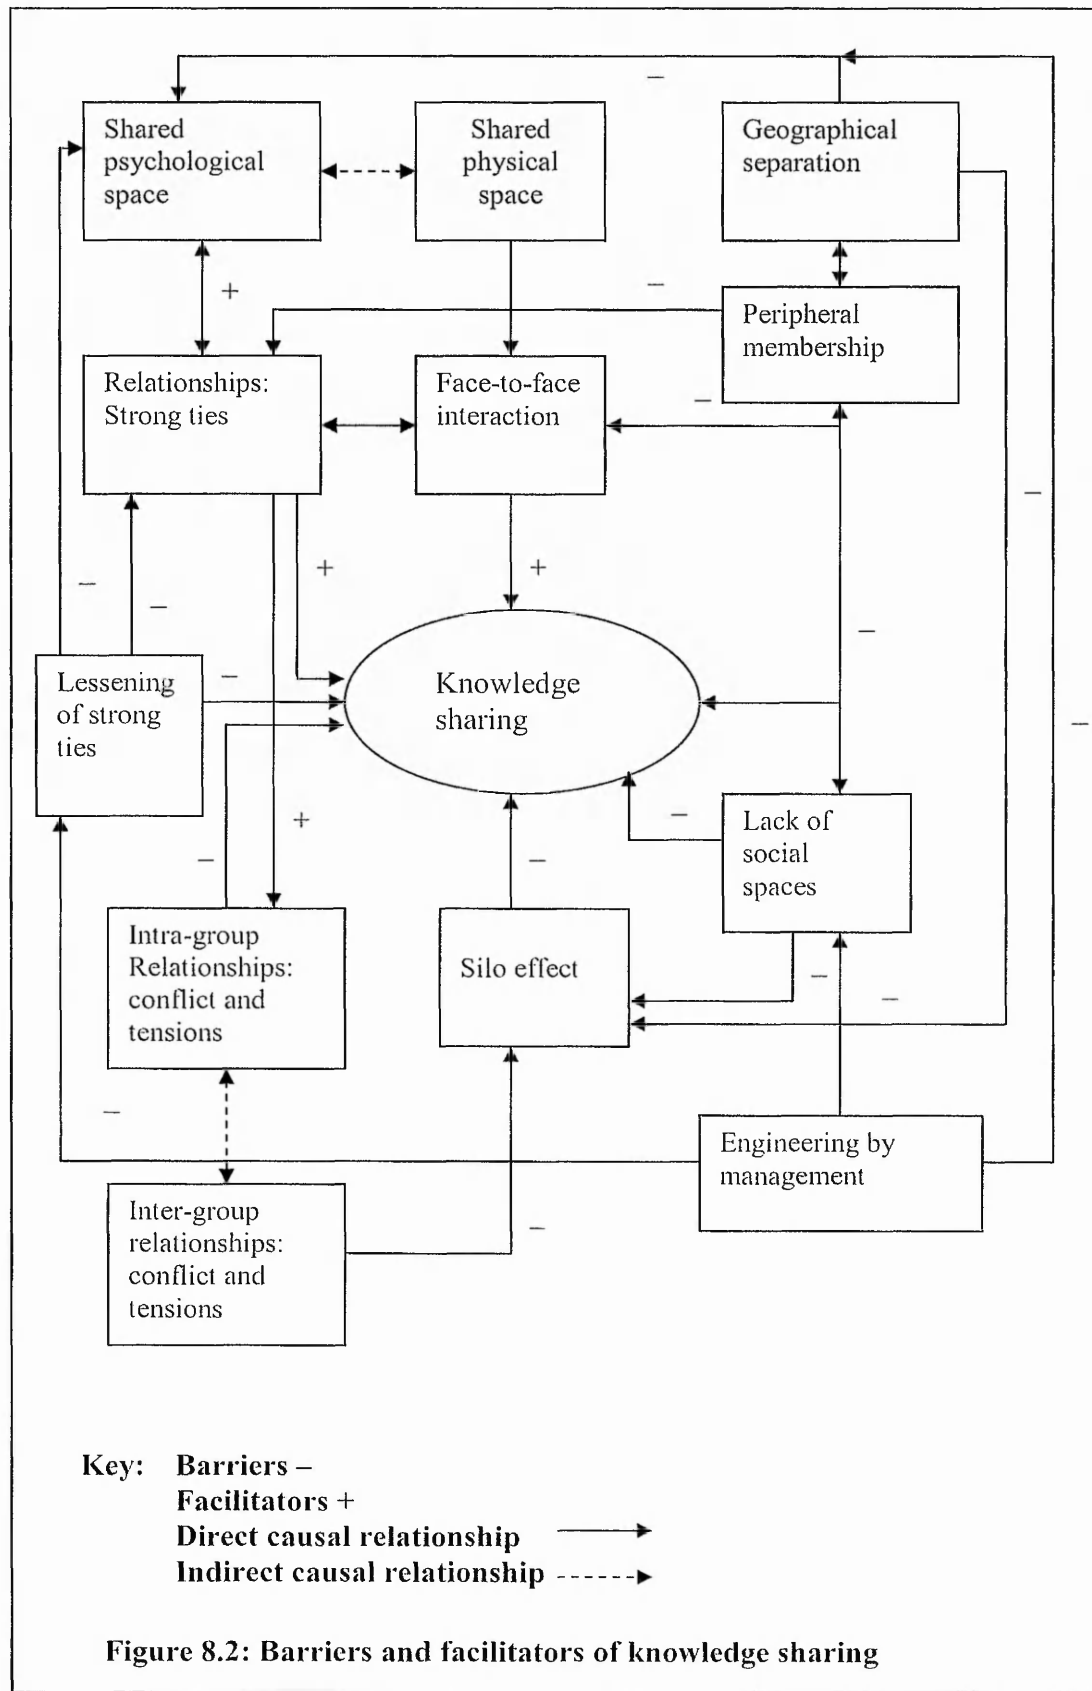 Shared
psychological
space
Shared
physical
space
Geographical
separation
–
+
–
Peripheral
membership
Relationships:
Strong ties
Face-to-face
interaction
–
–
–
–
+
+
–
–
Lessening
of strong
ties
–
Knowledge
sharing
–
+
–
–
–
Lack of
social
spaces
Intra-group
Relationships:
conflict and
tensions
Silo effect
–
–
–
Engineering by
management
Inter-group
relationships:
conflict and
tensions
–
Key: Barriers –
Facilitators +
Direct causal relationship
Indirect causal relationship
Figure 8.2: Barriers and facilitators of knowledge sharing